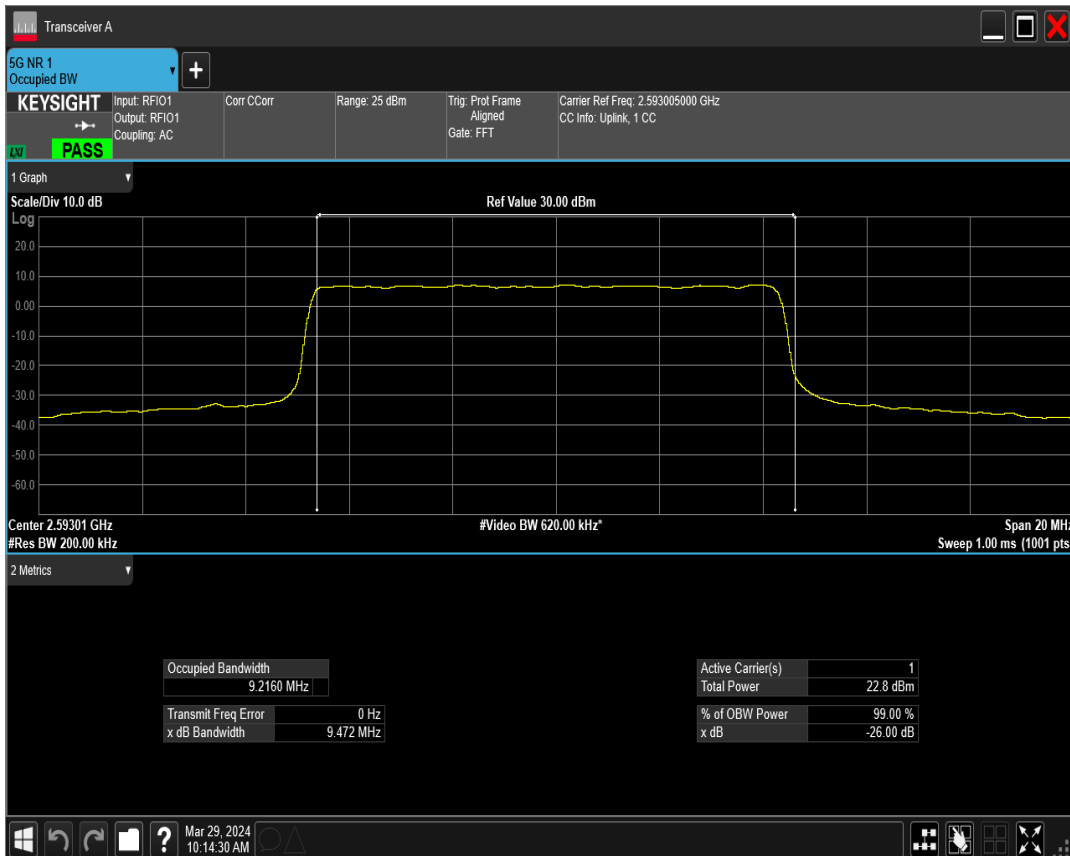 Transceiver A
5G NR 1
Occupied BW
+
KEYSIGHT
LXI
PASS
Input: RFIO1
Output: RFIO1
Coupling: AC
Corr CCorr
Range: 25 dBm
Trig: Prot Frame
Aligned
Gate: FFT
Carrier Ref Freq: 2.593005000 GHz
CC Info: Uplink, 1 CC
1 Graph
Scale/Div 10.0 dB
Ref Value 30.00 dBm
Log
20.0
10.0
0.00
-10.0
-20.0
-30.0
-40.0
-50.0
-60.0
Center 2.59301 GHz
#Video BW 620.00 kHz*
Span 20 MHz
#Res BW 200.00 kHz
Sweep 1.00 ms (1001 pts
2 Metrics
Occupied Bandwidth
9.2160 MHz
Transmit Freq Error 0 Hz
x dB Bandwidth 9.472 MHz
Active Carrier(s) 1
Total Power 22.8 dBm
% of OBW Power 99.00 %
x dB -26.00 dB
?
Mar 29, 2024
10:14:30 AM